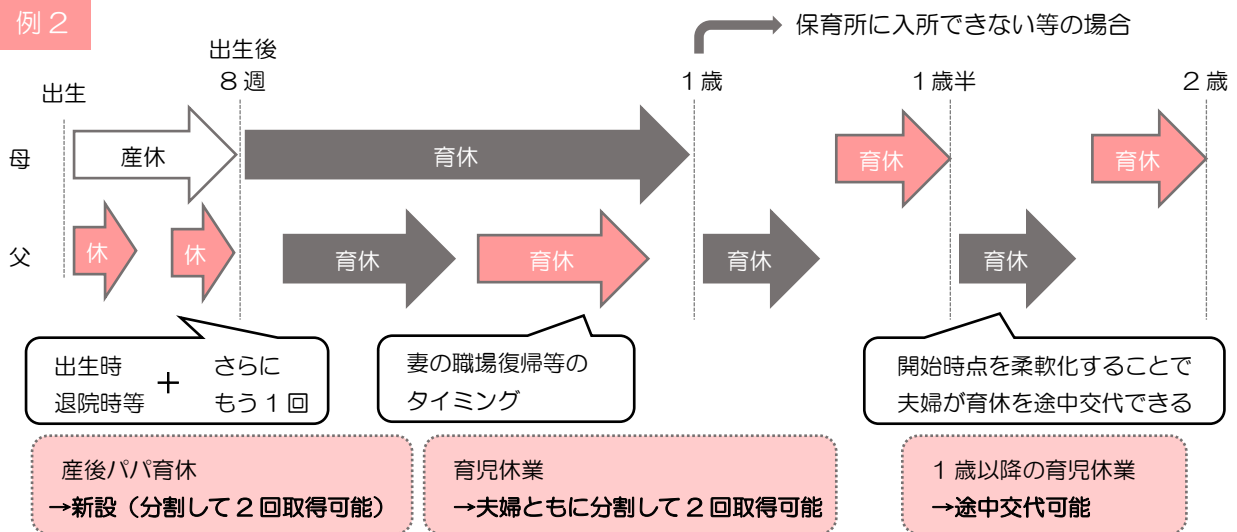 例2
保育所に入所できない等の場合
出生
出生後
8週
1歳
1歳半
2歳
母
産休
育休
育休
育休
父
休
休
育休
育休
育休
育休
出生時
退院時等
＋
さらに
もう1回
妻の職場復帰等の
タイミング
開始時点を柔軟化することで
夫婦が育休を途中交代できる
産後パパ育休
→新設（分割して2回取得可能）
育児休業
→夫婦ともに分割して2回取得可能
1歳以降の育児休業
→途中交代可能